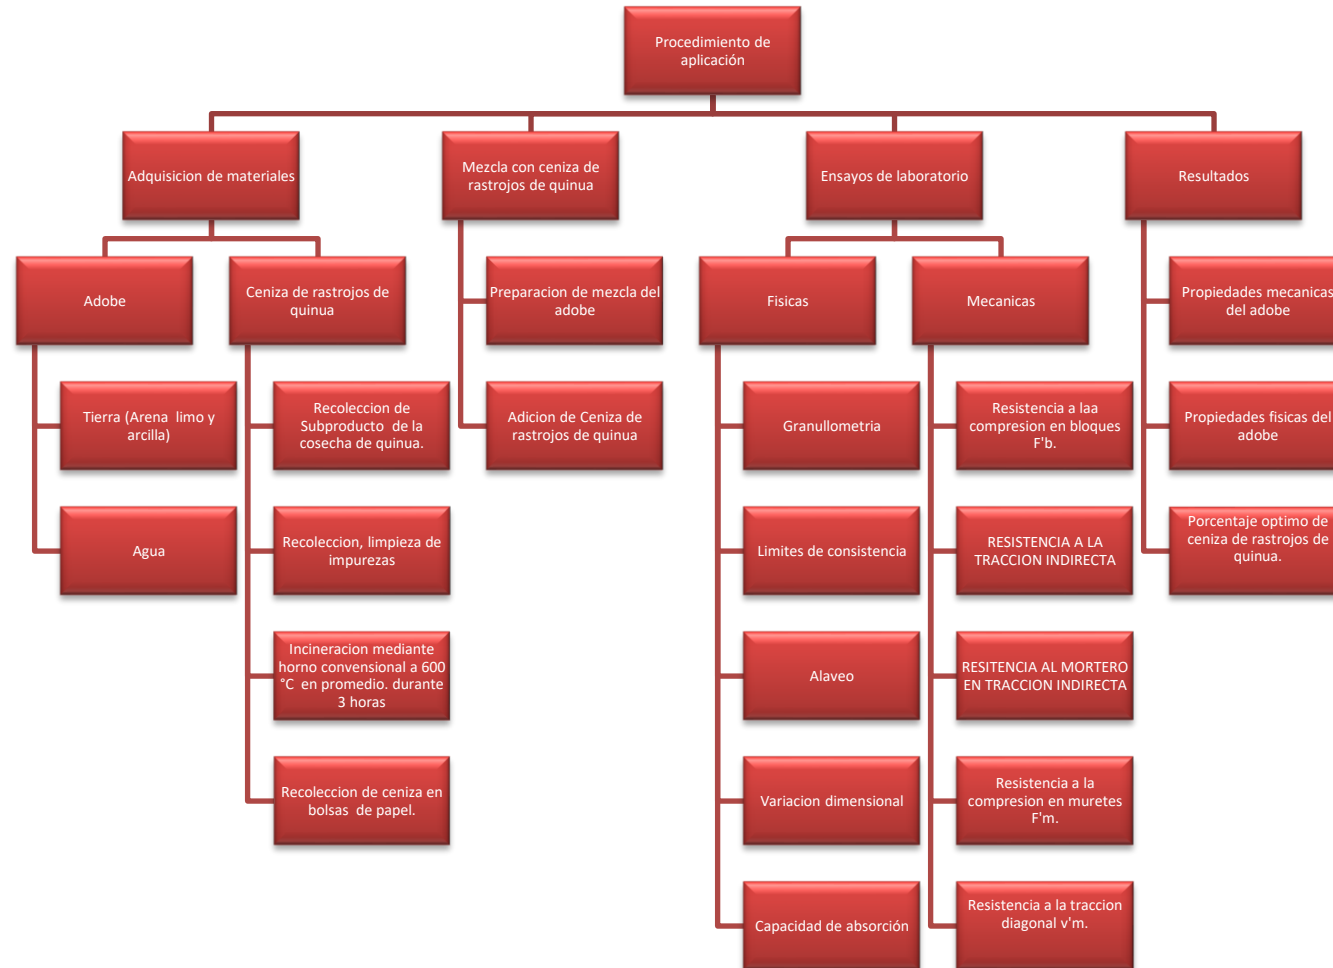 Procedimiento de
aplicación
Adquisicion de materiales
Mezcla con ceniza de
rastrojos de quinua
Ensayos de laboratorio
Resultados
Adobe
Ceniza de rastrojos de
quinua
Preparacion de mezcla del
adobe
Fisicas
Mecanicas
Propiedades mecanicas
del adobe
Tierra (Arena limo y
arcilla)
Recoleccion de
Subproducto de la
cosecha de quinua.
Adicion de Ceniza de
rastrojos de quinua
Granullometria
Resistencia a laa
compresion en bloques
F'b.
Propiedades fisicas del
adobe
Agua
Recoleccion, limpieza de
impurezas
Limites de consistencia
RESISTENCIA A LA
TRACCION INDIRECTA
Porcentaje optimo de
ceniza de rastrojos de
quinua.
Incineracion mediante
horno convensional a 600
°C en promedio. durante
3 horas
Alaveo
RESITENCIA AL MORTERO
EN TRACCION INDIRECTA
Recoleccion de ceniza en
bolsas de papel.
Variacion dimensional
Resistencia a la
compresion en muretes
F'm.
Capacidad de absorción
Resistencia a la traccion
diagonal v'm.